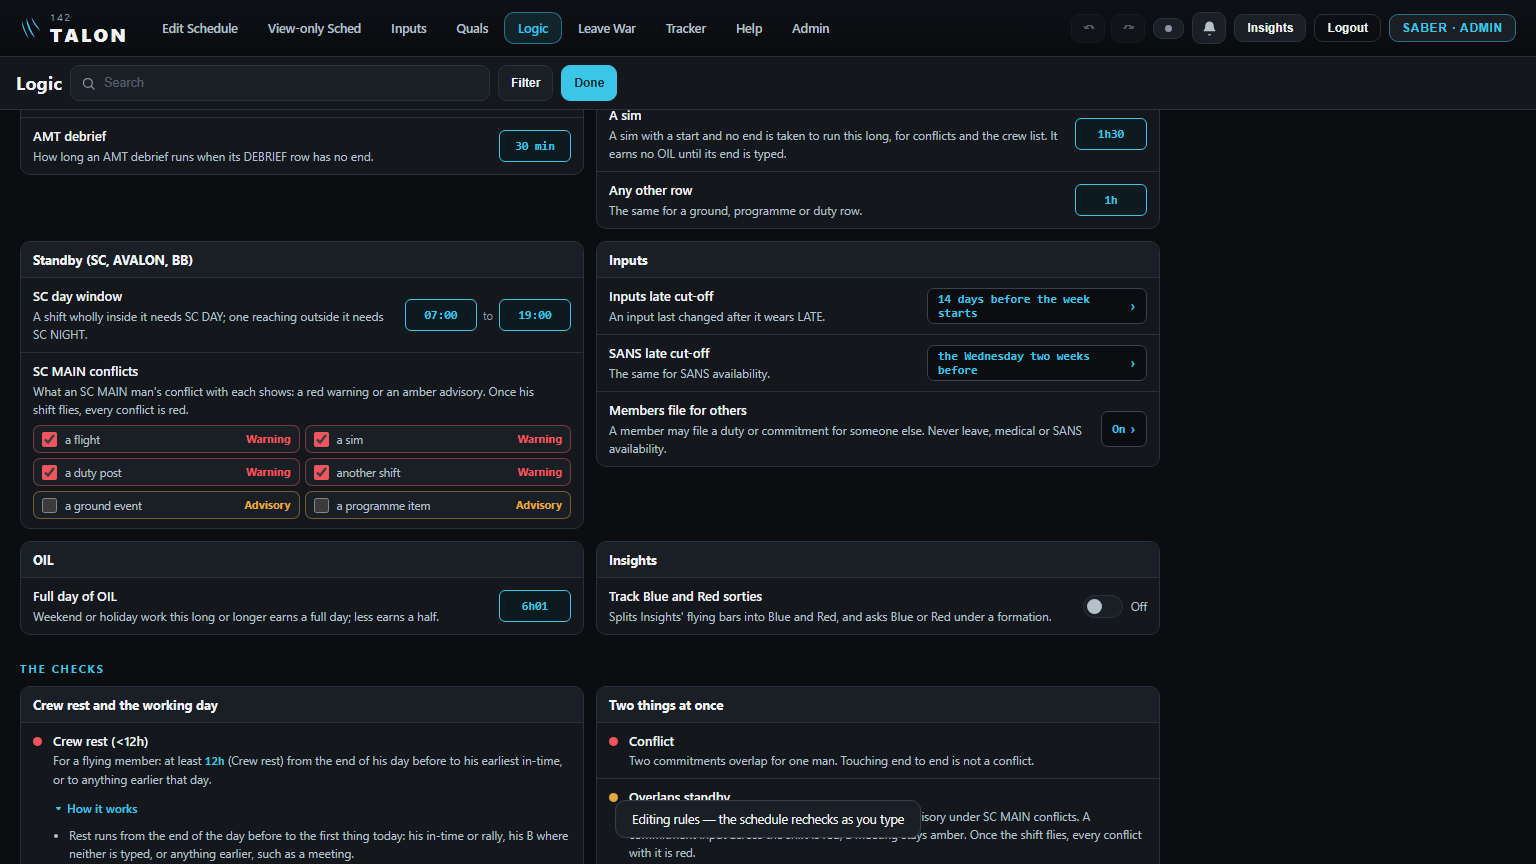 142
TALON
Edit Schedule
View-only Sched
Inputs
Quals
Logic
Leave War
Tracker
Help
Admin
Insights
Logout
SABER · ADMIN
Logic
Search
Filter
Done
AMT debrief
How long an AMT debrief runs when its DEBRIEF row has no end.
30 min
A sim
A sim with a start and no end is taken to run this long, for conflicts and the crew list. It
earns no OIL until its end is typed.
1h30
Any other row
The same for a ground, programme or duty row.
1h
Standby (SC, AVALON, BB)
SC day window
A shift wholly inside it needs SC DAY; one reaching outside it needs
SC NIGHT.
07:00 to 19:00
SC MAIN conflicts
What an SC MAIN man's conflict with each shows: a red warning or an amber advisory. Once his
shift flies, every conflict is red.
a flight Warning
a sim Warning
a duty post Warning
another shift Warning
a ground event Advisory
a programme item Advisory
Inputs
Inputs late cut-off
An input last changed after it wears LATE.
14 days before the week
starts ›
SANS late cut-off
The same for SANS availability.
the Wednesday two weeks
before ›
Members file for others
A member may file a duty or commitment for someone else. Never leave, medical or SANS
availability.
On ›
OIL
Full day of OIL
Weekend or holiday work this long or longer earns a full day; less earns a half.
6h01
Insights
Track Blue and Red sorties
Splits Insights' flying bars into Blue and Red, and asks Blue or Red under a formation.
Off
THE CHECKS
Crew rest and the working day
Crew rest (<12h)
For a flying member: at least 12h (Crew rest) from the end of his day before to his earliest in-time,
or to anything earlier that day.
How it works
Rest runs from the end of the day before to the first thing today: his in-time or rally, his B where
neither is typed, or anything earlier, such as a meeting.
Two things at once
Conflict
Two commitments overlap for one man. Touching end to end is not a conflict.
Overlaps standby
isory under SC MAIN conflicts. A
ys amber. Once the shift flies, every conflict
with it is red.
Editing rules — the schedule rechecks as you type